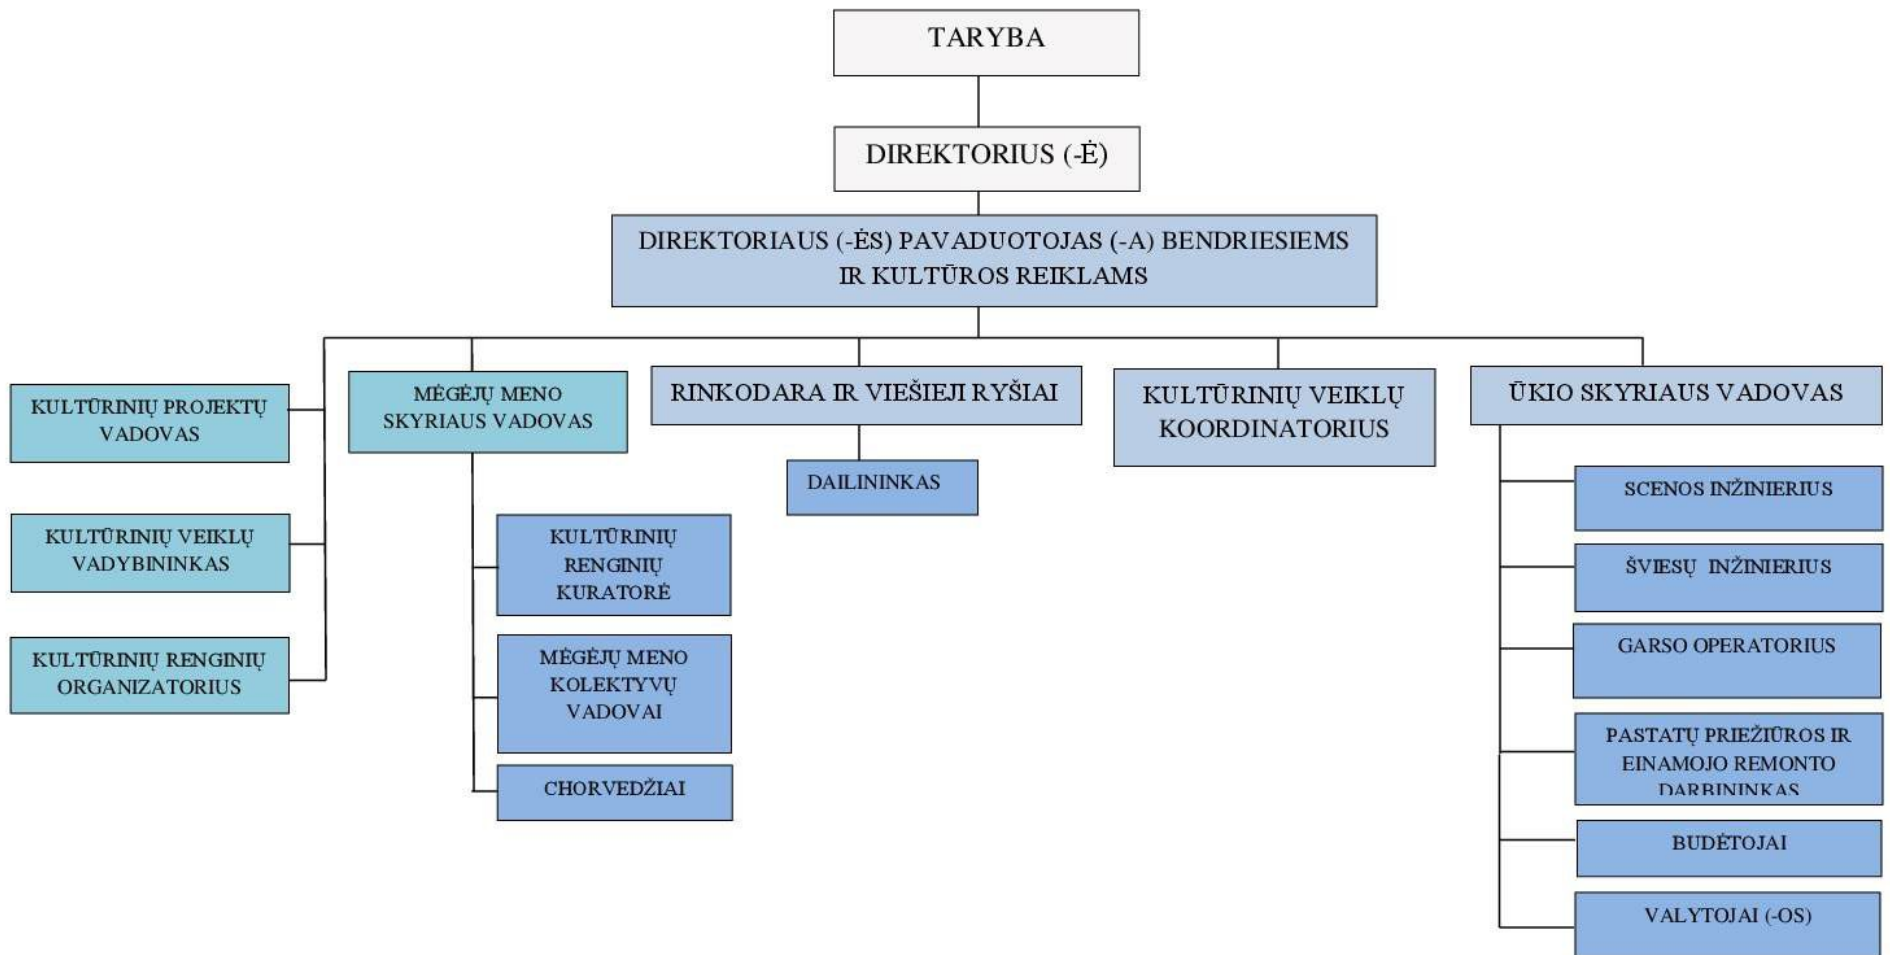 TARYBA
DIREKTORIUS (-Ė)
DIREKTORIAUS (-ĖS) PAVADUOTOJAS (-A) BENDRIESIEMS
IR KULTŪROS REIKLAMS
KULTŪRINIŲ PROJEKTŲ
VADOVAS
KULTŪRINIŲ VEIKLŲ
VADYBININKAS
KULTŪRINIŲ RENGINIŲ
ORGANIZATORIUS
MĖGĖJŲ MENO
SKYRIAUS VADOVAS
KULTŪRINIŲ
RENGINIŲ
KURATORĖ
MĖGĖJŲ MENO
KOLEKTYVŲ
VADOVAI
CHORVEDŽIAI
RINKODARA IR VIEŠIEJI RYŠIAI
DAILININKAS
KULTŪRINIŲ VEIKLŲ
KOORDINATORIUS
ŪKIO SKYRIAUS VADOVAS
SCENOS INŽINIERIUS
ŠVIESŲ INŽINIERIUS
GARSO OPERATORIUS
PASTATŲ PRIEŽIŪROS IR
EINAMOJO REMONTO
DARBININKAS
BUDĖTOJAI
VALYTOJAI (-OS)